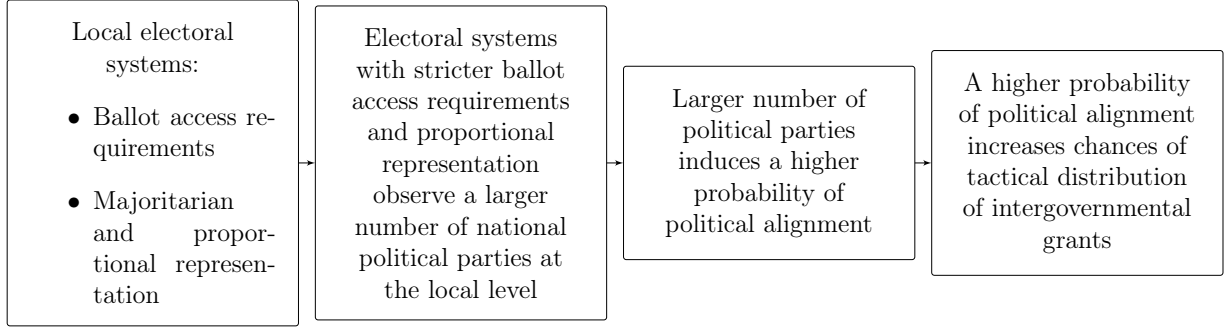 Local electoral
systems:
• Ballot access re-
quirements
• Majoritarian
and propor-
tional represen-
tation
Electoral systems
with stricter ballot
access requirements
and proportional
representation
observe a larger
number of national
political parties at
the local level
Larger number of
political parties
induces a higher
probability of
political alignment
A higher probability
of political alignment
increases chances of
tactical distribution
of intergovernmental
grants